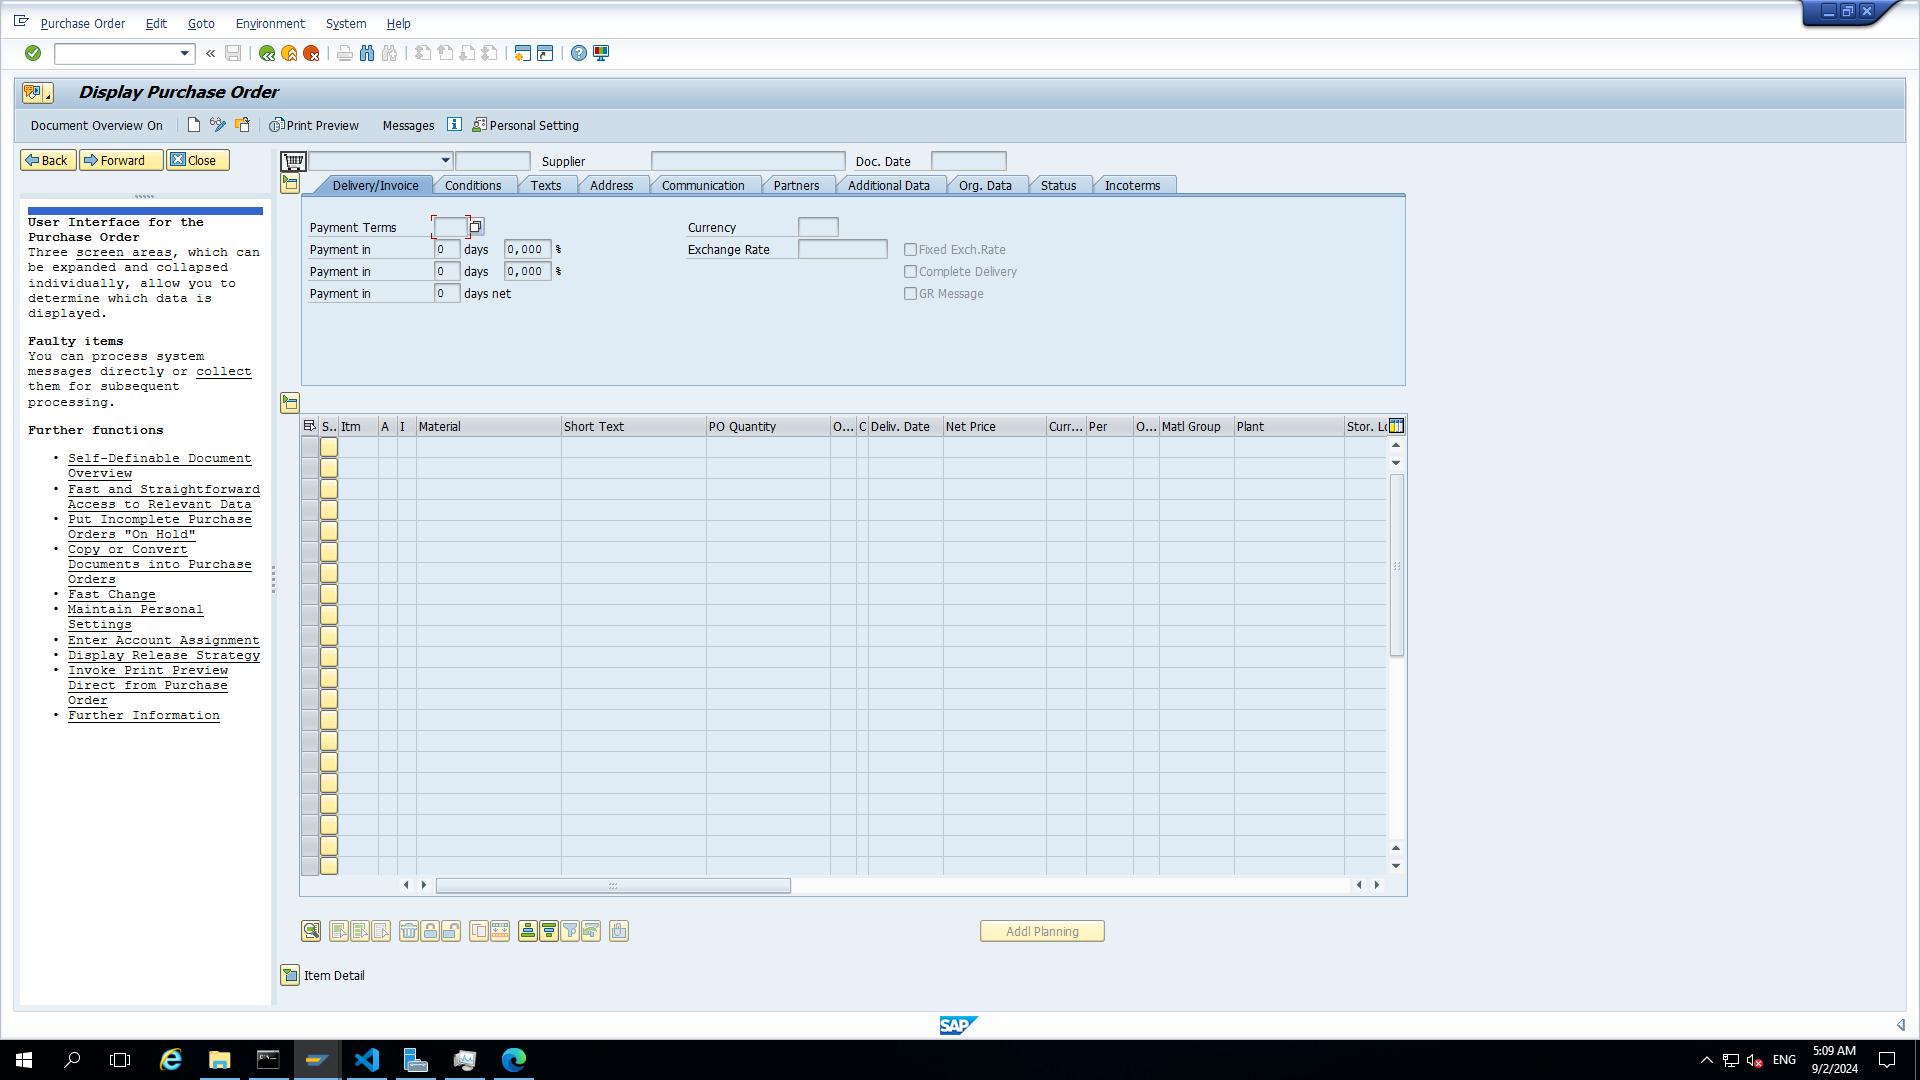 Purchase Order Edit Goto Environment System Help
Display Purchase Order
Document Overview On Print Preview Messages Personal Setting
Back Forward Close
Supplier Doc. Date
Delivery/Invoice Conditions Texts Address Communication Partners Additional Data Org. Data Status Incoterms
Payment Terms Currency
Payment in 0 days 0,000 % Exchange Rate Fixed Exch.Rate
Payment in 0 days 0,000 % Complete Delivery
Payment in 0 days net GR Message
User Interface for the
Purchase Order
Three screen areas, which can
be expanded and collapsed
individually, allow you to
determine which data is
displayed.
Faulty items
You can process system
messages directly or collect
them for subsequent
processing.
Further functions
• Self-Definable Document
Overview
• Fast and Straightforward
Access to Relevant Data
• Put Incomplete Purchase
Orders "On Hold"
• Copy or Convert
Documents into Purchase
Orders
• Fast Change
• Maintain Personal
Settings
• Enter Account Assignment
• Display Release Strategy
• Invoke Print Preview
Direct from Purchase
Order
• Further Information
S.. Itm A I Material Short Text PO Quantity O... C Deliv. Date Net Price Curr... Per O... Matl Group Plant Stor. Lo
Addl Planning
Item Detail
SAP
ENG
5:09 AM
9/2/2024